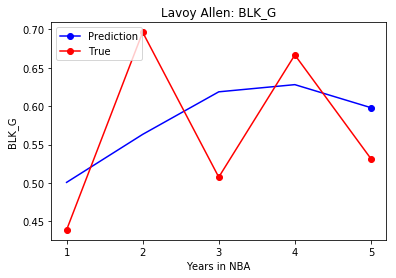 Lavoy Allen: BLK_G
Prediction
True
0.70
0.65
0.60
0.55
0.50
0.45
BLK_G
1 2 3 4 5
Years in NBA